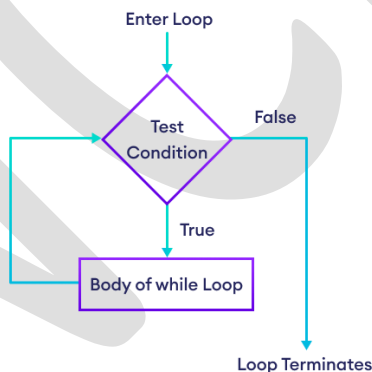 Enter Loop
Test
Condition
False
True
Body of while Loop
Loop Terminates